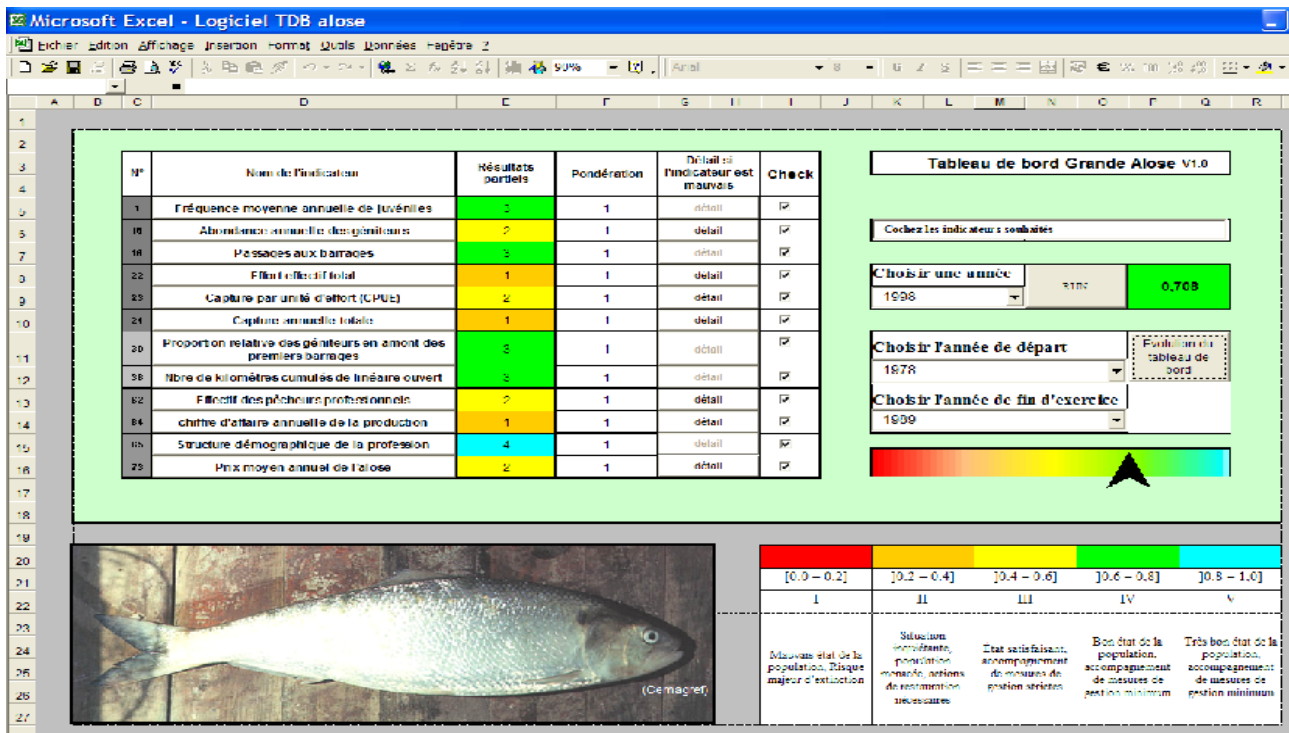 Microsoft Excel - Logiciel TDB alose
Fichier Edition Affichage Insertion Format Outils Données Fenêtre ?
90% Arial 8
A B C D E F G H I J K L M N O P Q R
N° Nom de l'indicateur Résultats partiels Pondération Détail si l'indicateur est mauvais Check
1 Fréquence moyenne annuelle de juvéniles 3 1 détail
Abondance annuelle des géniteurs 2 1 détail
Passages aux barrages 3 1 détail
22 Effort effectif total 1 1 détail
23 Capture par unité d'effort (CPUE) 2 1 détail
24 Capture annuelle totale 1 1 détail
30 Proportion relative des géniteurs en amont des premiers barrages 3 1 détail
38 Nbre de kilomètres cumulés de linéaire ouvert 3 1 détail
62 Effectif des pêcheurs professionnels 2 1 détail
64 chiffre d'affaire annuelle de la production 1 1 détail
65 Structure démographique de la profession 4 1 détail
73 Prix moyen annuel de l'alose 2 1 détail
Tableau de bord Grande Alose V1.0
Cochez les indicateurs souhaités
Choisir une année
1998
0,708
Choisir l'année de départ
1978
Evolution du tableau de bord
Choisir l'année de fin d'exercice
1989
(Cemagref)
[0.0 – 0.2] ]0.2 – 0.4] ]0.4 – 0.6] ]0.6 – 0.8] ]0.8 – 1.0]
I II III IV V
Mauvais état de la population, Risque majeur d'extinction
Situation inquiétante, population menacée, actions de restauration nécessaires
Etat satisfaisant, accompagnement de mesures de gestion strictes
Bon état de la population, accompagnement de mesures de gestion minimum
Très bon état de la population, accompagnement de mesures de gestion minimum